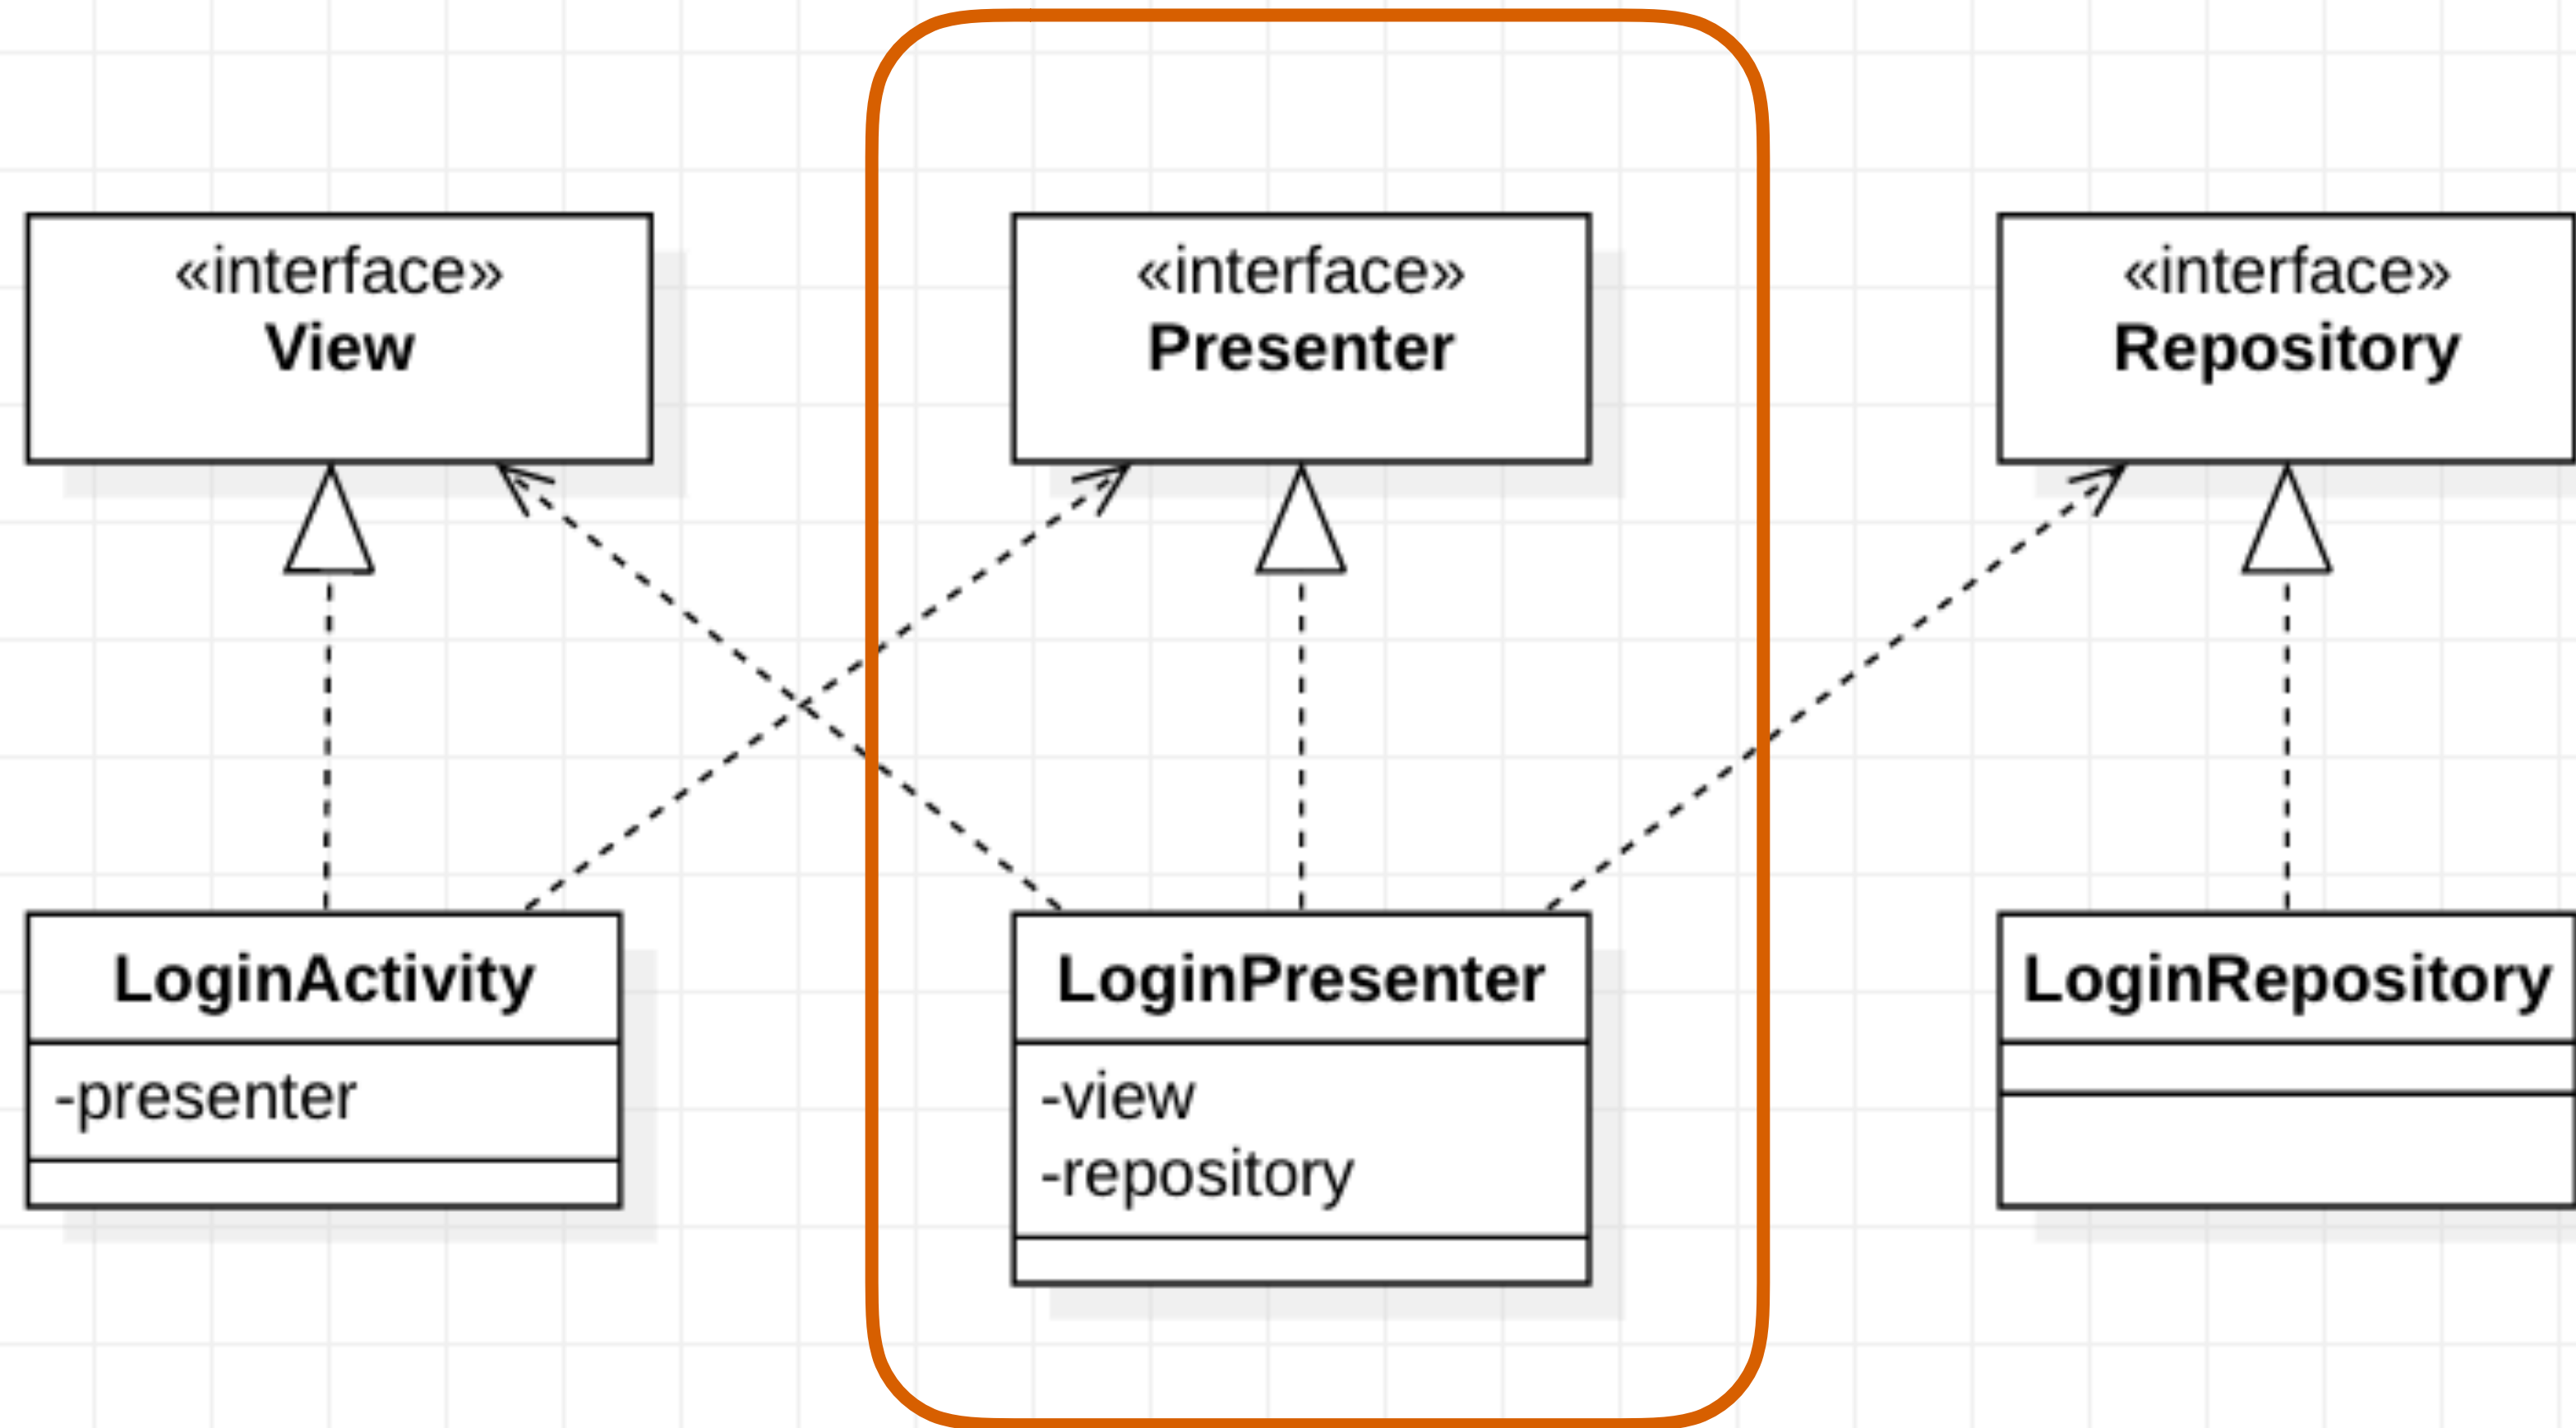 «interface»
View
«interface»
Presenter
«interface»
Repository
LoginActivity
-presenter
LoginPresenter
-view
-repository
LoginRepository